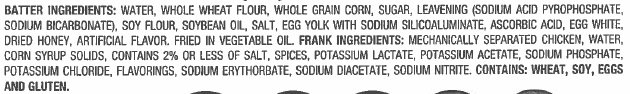 BATTER INGREDIENTS: WATER, WHOLE WHEAT FLOUR, WHOLE GRAIN CORN, SUGAR, LEAVENING (SODIUM ACID PYROPHOSPHATE,
SODIUM BICARBONATE), SOY FLOUR, SOYBEAN OIL, SALT, EGG YOLK WITH SODIUM SILICOALUMINATE, ASCORBIC ACID, EGG WHITE,
DRIED HONEY, ARTIFICIAL FLAVOR. FRIED IN VEGETABLE OIL. FRANK INGREDIENTS: MECHANICALLY SEPARATED CHICKEN, WATER,
CORN SYRUP SOLIDS, CONTAINS 2% OR LESS OF SALT, SPICES, POTASSIUM LACTATE, POTASSIUM ACETATE, SODIUM PHOSPHATE,
POTASSIUM CHLORIDE, FLAVORINGS, SODIUM ERYTHORBATE, SODIUM DIACETATE, SODIUM NITRITE. CONTAINS: WHEAT, SOY, EGGS
AND GLUTEN.